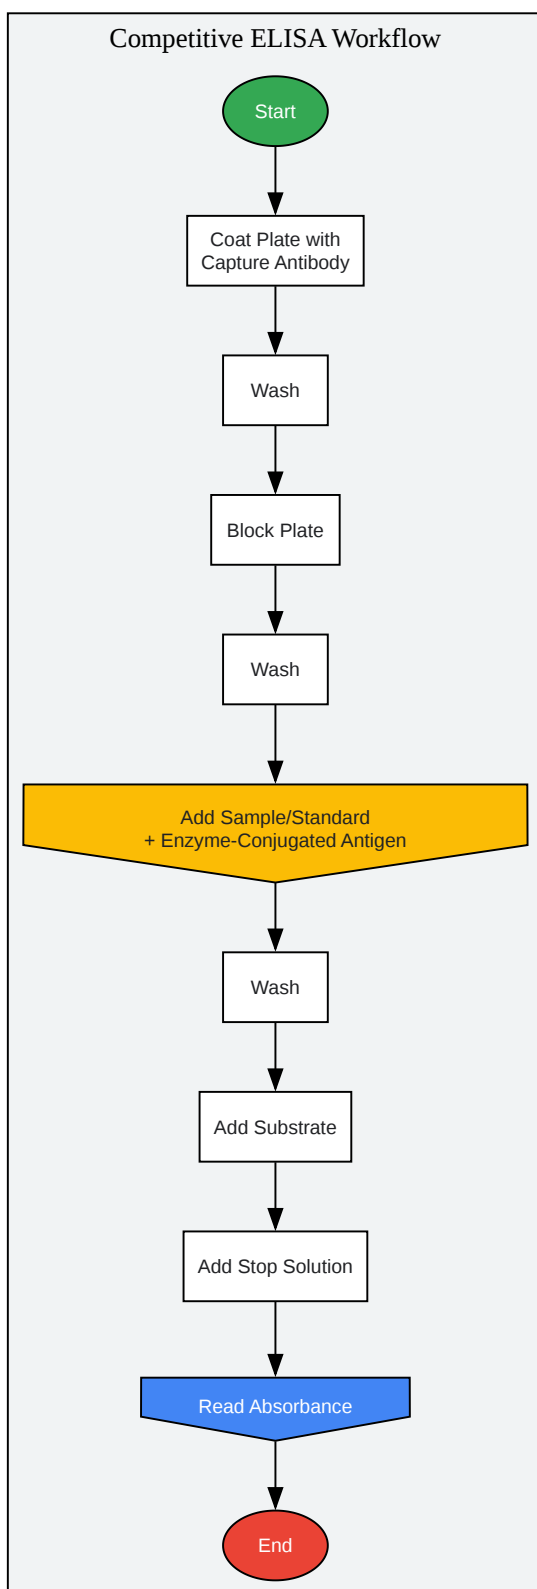 Competitive ELISA Workflow
Start
Coat Plate with
Capture Antibody
Wash
Block Plate
Wash
Add Sample/Standard
+ Enzyme-Conjugated Antigen
Wash
Add Substrate
Add Stop Solution
Read Absorbance
End